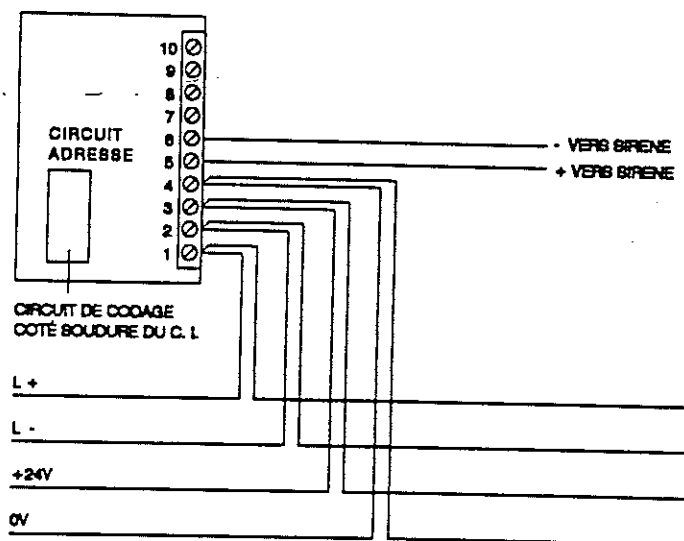 10
9
8
7
6
5
4
3
2
1
CIRCUIT
ADRESSE
- VERS SIRENE
+ VERS SIRENE
CIRCUIT DE CODAGE
COTÉ SOUDURE DU C. I.
L +
L -
+24V
0V